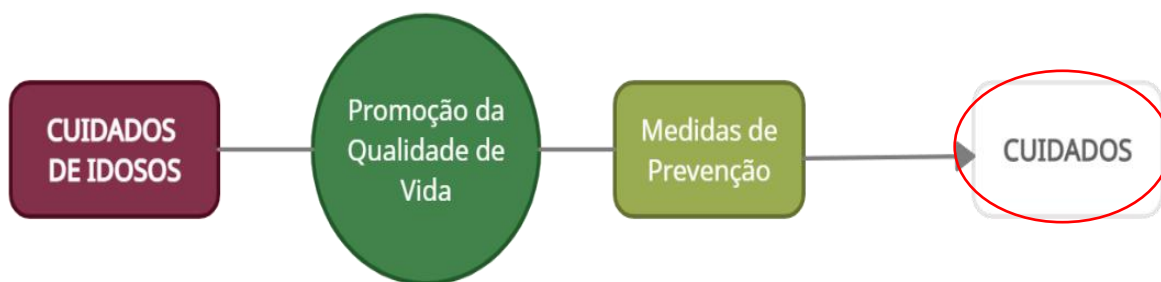 CUIDADOS
DE IDOSOS
Promoção da
Qualidade de
Vida
Medidas de
Prevenção
CUIDADOS